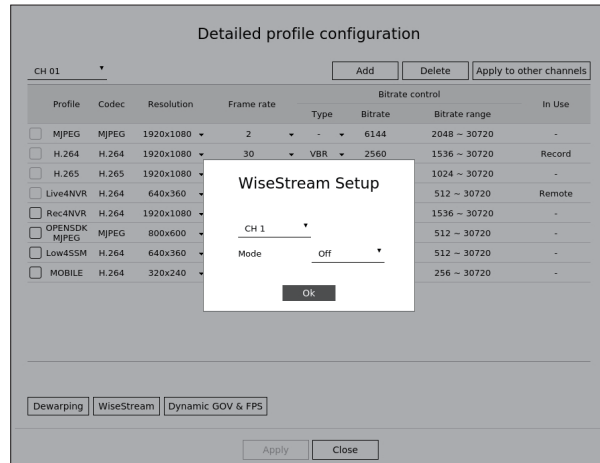 Detailed profile configuration
CH 01 Add Delete Apply to other channels
Bitrate control
Profile Codec Resolution Frame rate In Use
Type Bitrate Bitrate range
MJPEG MJPEG 1920x1080 2 - 6144 2048 ~ 30720 -
H.264 H.264 1920x1080 30 VBR 2560 1536 ~ 30720 Record
H.265 H.265 1920x1080 1024 ~ 30720 -
Live4NVR H.264 640x360 512 ~ 30720 Remote
Rec4NVR H.264 1920x1080 1536 ~ 30720 -
OPENSDK
MJPEG MJPEG 800x600 512 ~ 30720 -
Low4SSM H.264 640x360 512 ~ 30720 -
MOBILE H.264 320x240 256 ~ 30720 -
WiseStream Setup
CH 1
Mode Off
Ok
Dewarping WiseStream Dynamic GOV & FPS
Apply Close